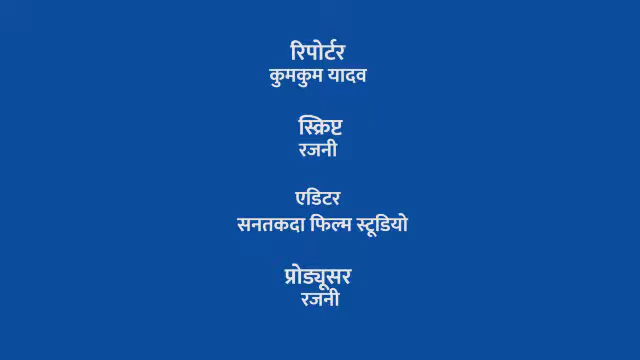 रिपोर्टर
कुमकुम यादव
स्क्रिप्ट
रजनी
एडिटर
सनतकदा फिल्म स्टूडियो
प्रोड्यूसर
रजनी